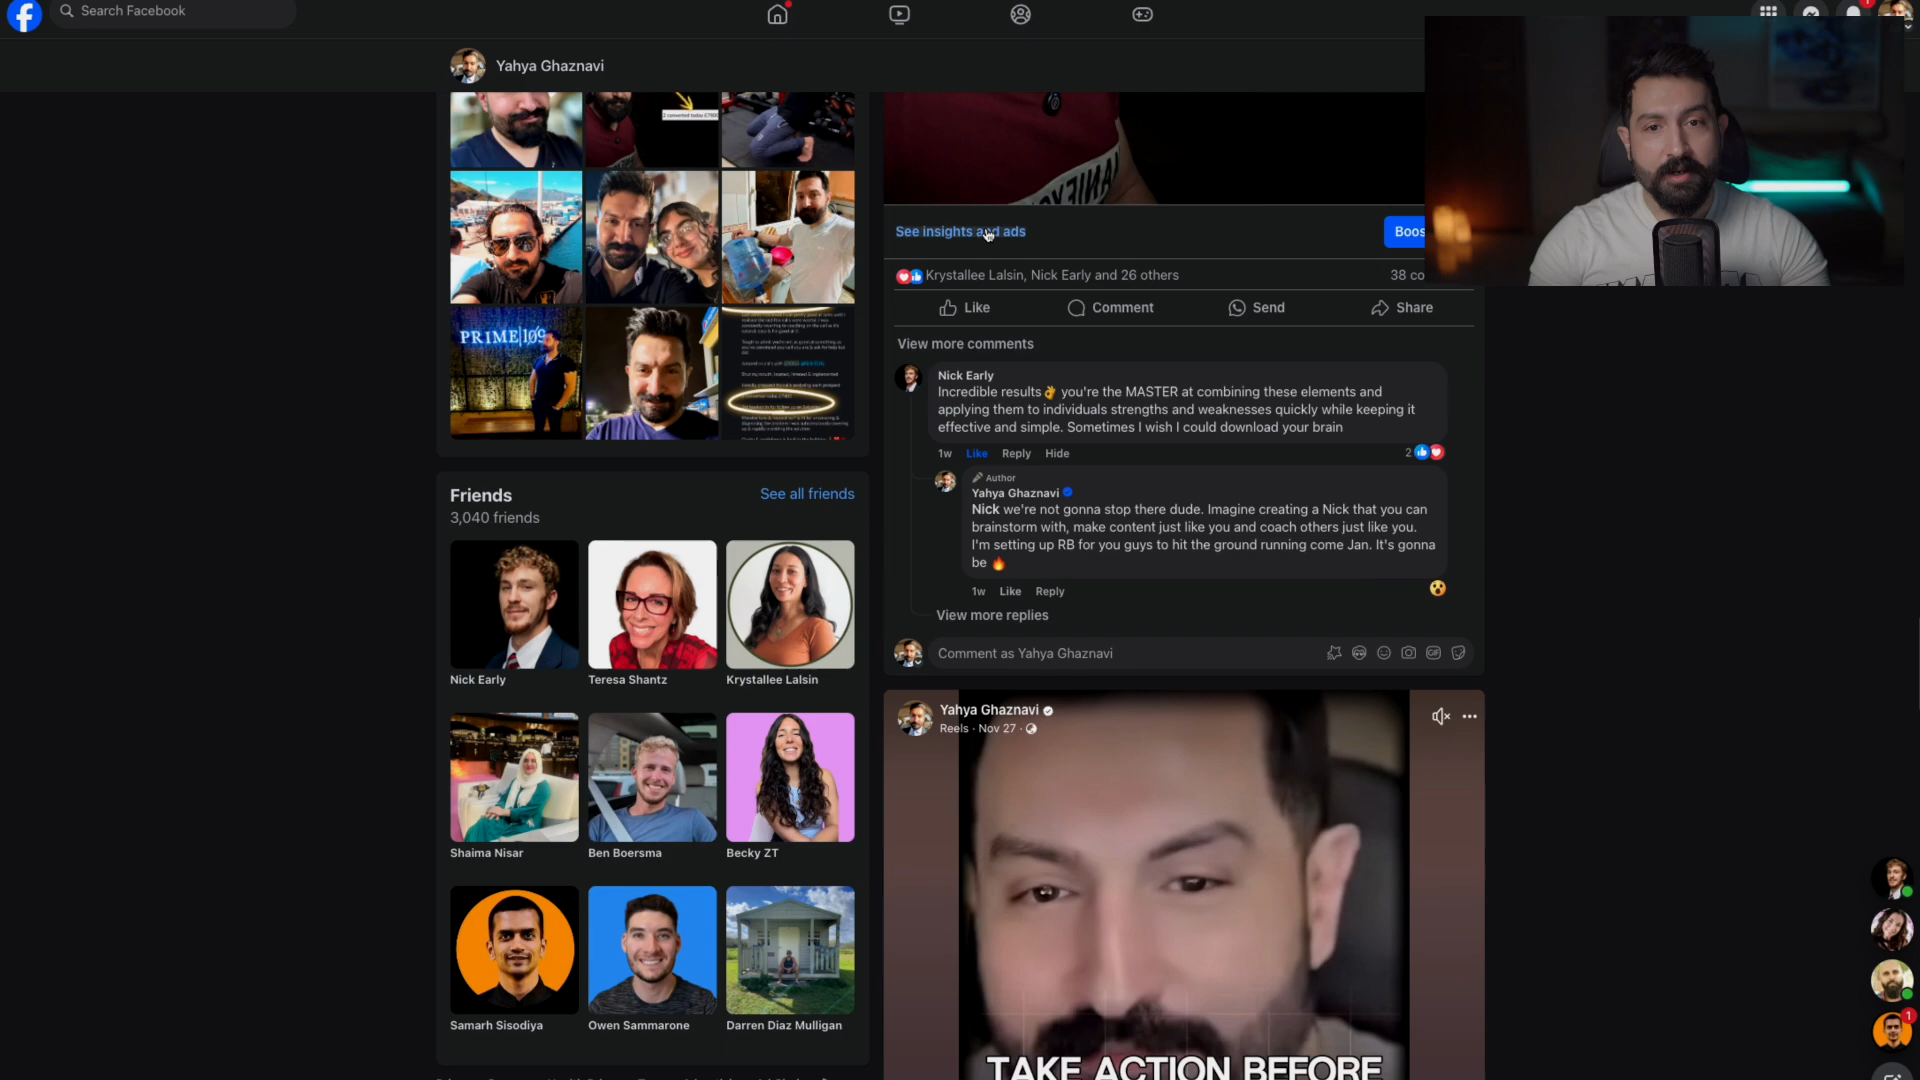 Search Facebook
Yahya Ghaznavi
2 converted today £7800
PRIME|109
Friends
See all friends
3,040 friends
Nick Early
Teresa Shantz
Krystallee Lalsin
Shaima Nisar
Ben Boersma
Becky ZT
Samarh Sisodiya
Owen Sammarone
Darren Diaz Mulligan
See insights and ads
Boos
Krystallee Lalsin, Nick Early and 26 others
38 co
Like
Comment
Send
Share
View more comments
Nick Early
Incredible results👌 you're the MASTER at combining these elements and
applying them to individuals strengths and weaknesses quickly while keeping it
effective and simple. Sometimes I wish I could download your brain
1w Like Reply Hide
2
Author
Yahya Ghaznavi
Nick we're not gonna stop there dude. Imagine creating a Nick that you can
brainstorm with, make content just like you and coach others just like you.
I'm setting up RB for you guys to hit the ground running come Jan. It's gonna
be 🔥
1w Like Reply
View more replies
Comment as Yahya Ghaznavi
GIF
Yahya Ghaznavi
Reels · Nov 27 ·
TAKE ACTION BEFORE
1
1